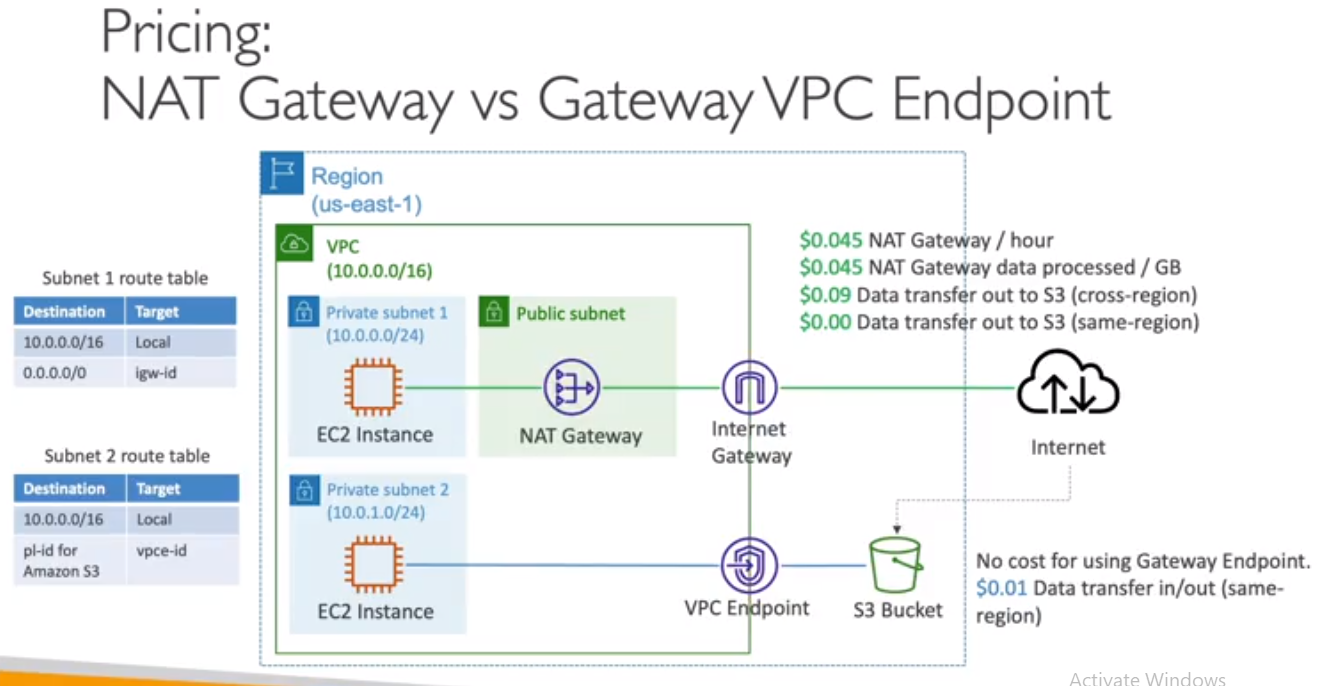 Pricing:
NAT Gateway vs Gateway VPC Endpoint
Region
(us-east-1)
VPC
(10.0.0.0/16)
$0.045 NAT Gateway / hour
$0.045 NAT Gateway data processed / GB
$0.09 Data transfer out to S3 (cross-region)
$0.00 Data transfer out to S3 (same-region)
Subnet 1 route table
Destination Target
10.0.0.0/16 Local
0.0.0.0/0 igw-id
Private subnet 1
(10.0.0.0/24)
EC2 Instance
Public subnet
NAT Gateway
Internet
Gateway
Internet
Subnet 2 route table
Destination Target
10.0.0.0/16 Local
pl-id for vpce-id
Amazon S3
Private subnet 2
(10.0.1.0/24)
EC2 Instance
VPC Endpoint
S3 Bucket
No cost for using Gateway Endpoint.
$0.01 Data transfer in/out (same-
region)
Activate Windows